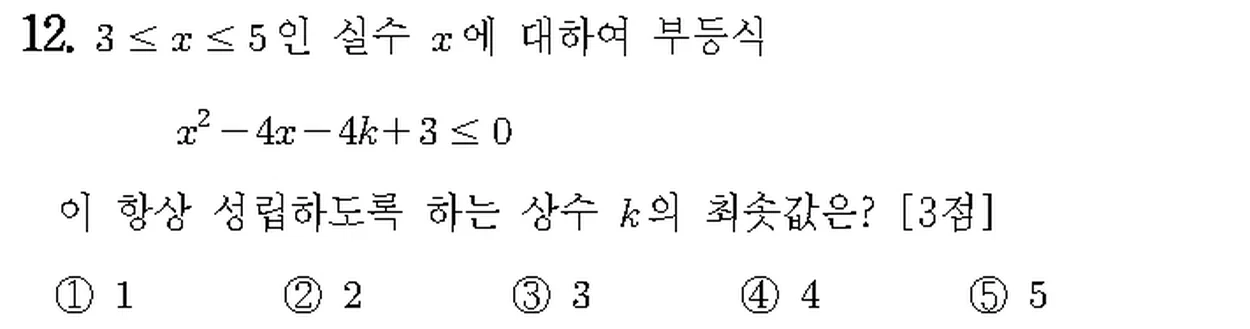 12. 3 ≤ x ≤ 5인 실수 x에 대하여 부등식
x² − 4x − 4k + 3 ≤ 0
이 항상 성립하도록 하는 상수 k의 최솟값은? [3점]
① 1 ② 2 ③ 3 ④ 4 ⑤ 5